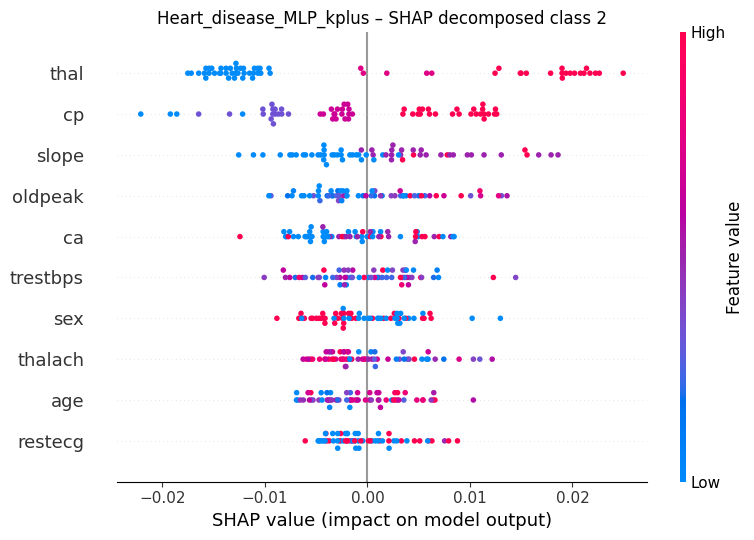 Heart_disease_MLP_kplus – SHAP decomposed class 2
High
thal
cp
slope
oldpeak
ca
trestbps
sex
thalach
age
restecg
Feature value
Low
−0.02 −0.01 0.00 0.01 0.02
SHAP value (impact on model output)